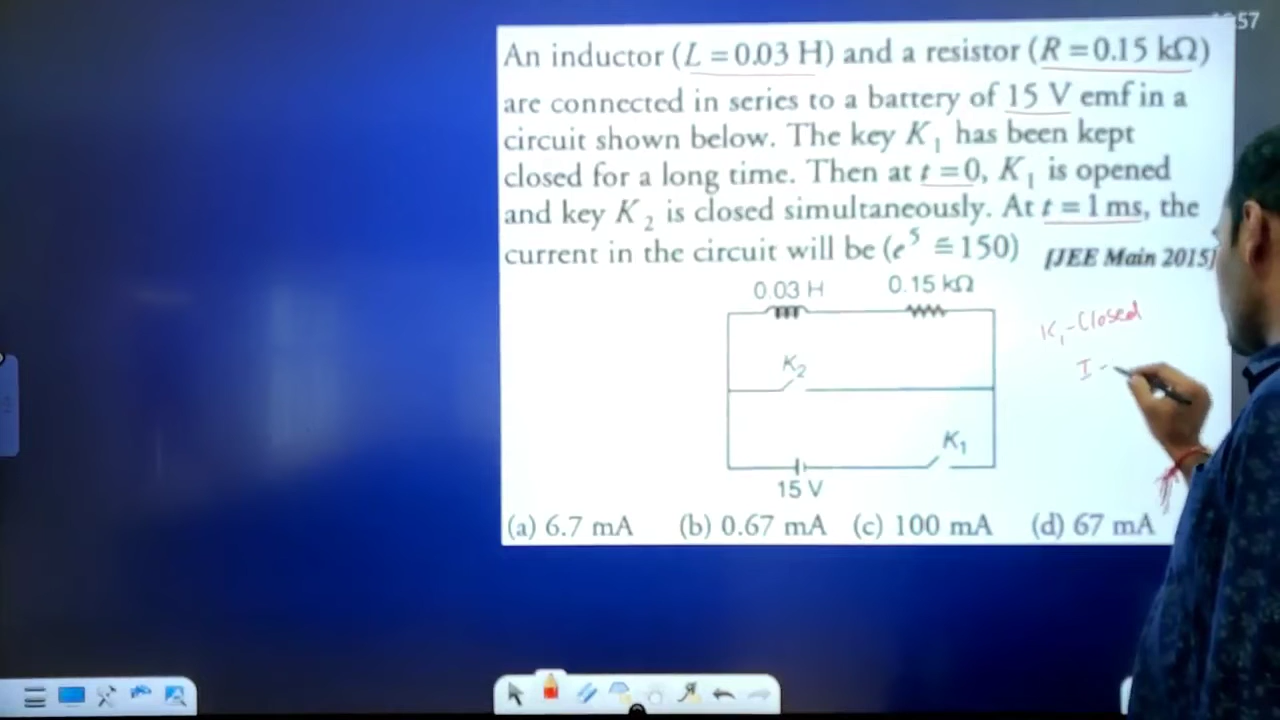 57
An inductor (L = 0.03 H) and a resistor (R = 0.15 kΩ)
are connected in series to a battery of 15 V emf in a
circuit shown below. The key K₁ has been kept
closed for a long time. Then at t = 0, K₁ is opened
and key K₂ is closed simultaneously. At t = 1 ms, the
current in the circuit will be (e⁵ ≅ 150)
[JEE Main 2015]
0.03 H 0.15 kΩ
K₁-Closed
I -
K₂
K₁
15 V
(a) 6.7 mA (b) 0.67 mA (c) 100 mA (d) 67 mA